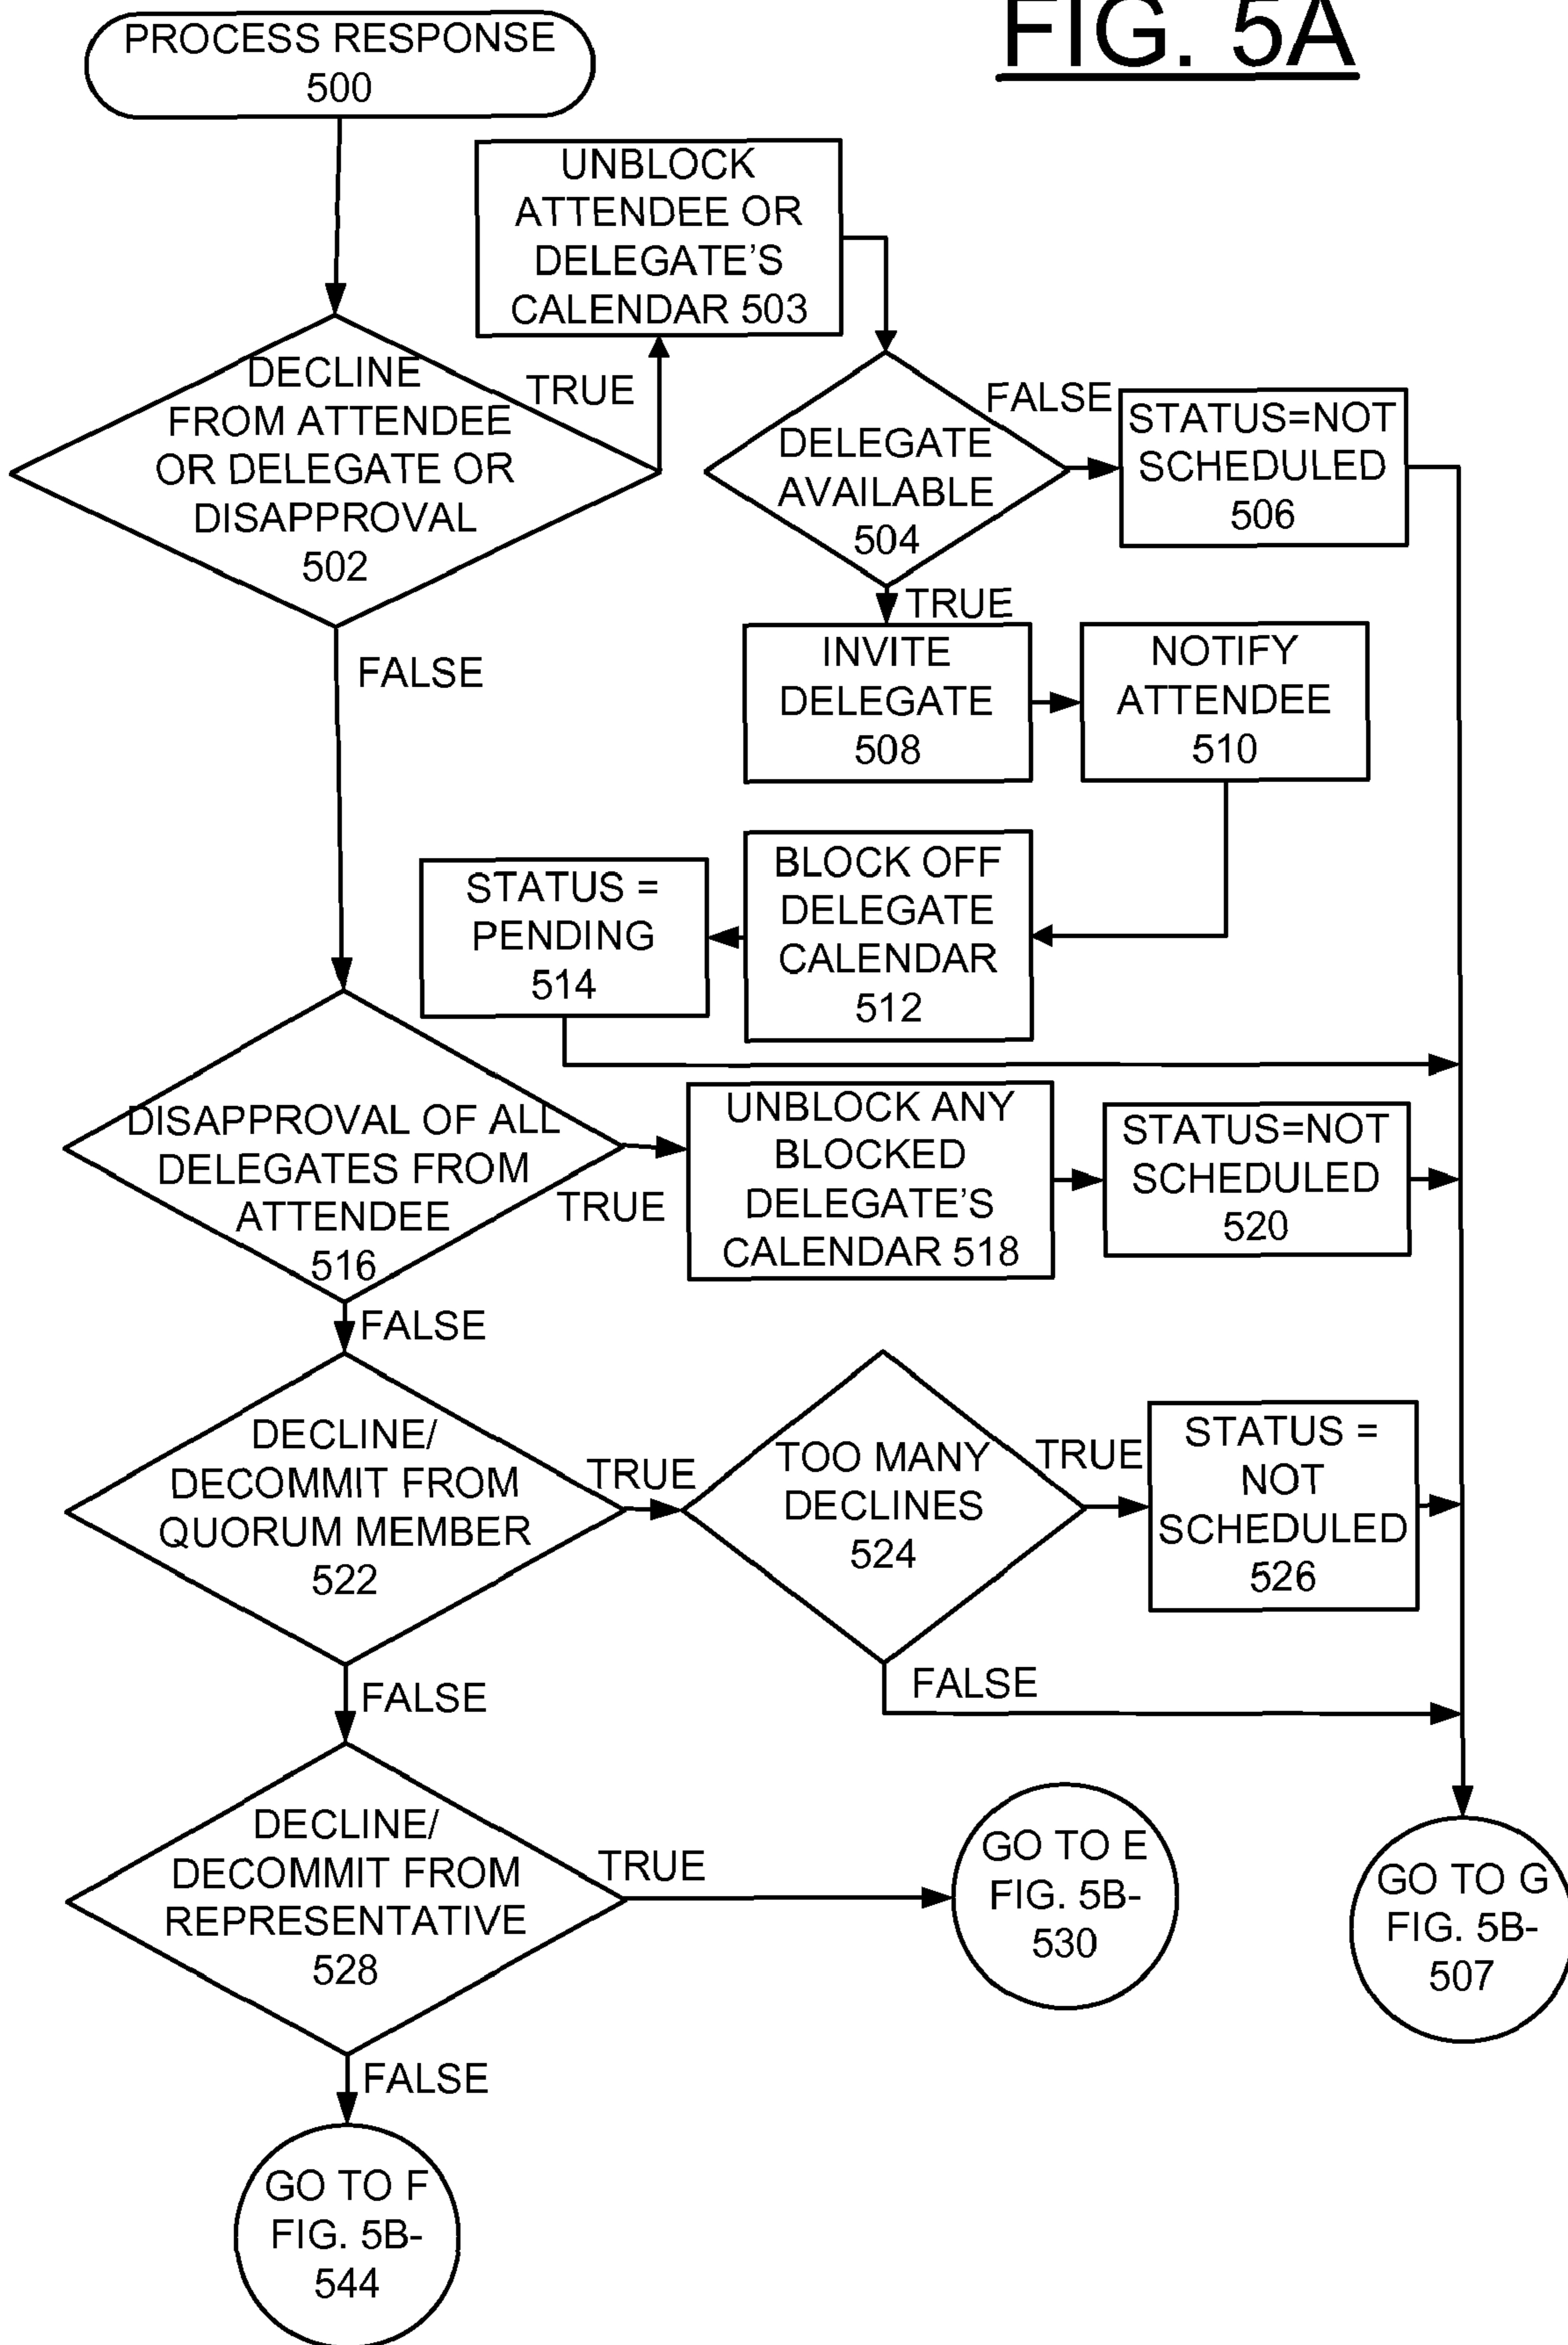 FIG. 5A
PROCESS RESPONSE
500
UNBLOCK
ATTENDEE OR
DELEGATE'S
CALENDAR 503
DECLINE
FROM ATTENDEE
OR DELEGATE OR
DISAPPROVAL
502
TRUE
FALSE
DELEGATE
AVAILABLE
504
FALSE
TRUE
STATUS=NOT
SCHEDULED
506
INVITE
DELEGATE
508
NOTIFY
ATTENDEE
510
BLOCK OFF
DELEGATE
CALENDAR
512
STATUS =
PENDING
514
DISAPPROVAL OF ALL
DELEGATES FROM
ATTENDEE
516
TRUE
FALSE
UNBLOCK ANY
BLOCKED
DELEGATE'S
CALENDAR 518
STATUS=NOT
SCHEDULED
520
DECLINE/
DECOMMIT FROM
QUORUM MEMBER
522
TRUE
FALSE
TOO MANY
DECLINES
524
TRUE
FALSE
STATUS =
NOT
SCHEDULED
526
DECLINE/
DECOMMIT FROM
REPRESENTATIVE
528
TRUE
FALSE
GO TO E
FIG. 5B-
530
GO TO G
FIG. 5B-
507
GO TO F
FIG. 5B-
544